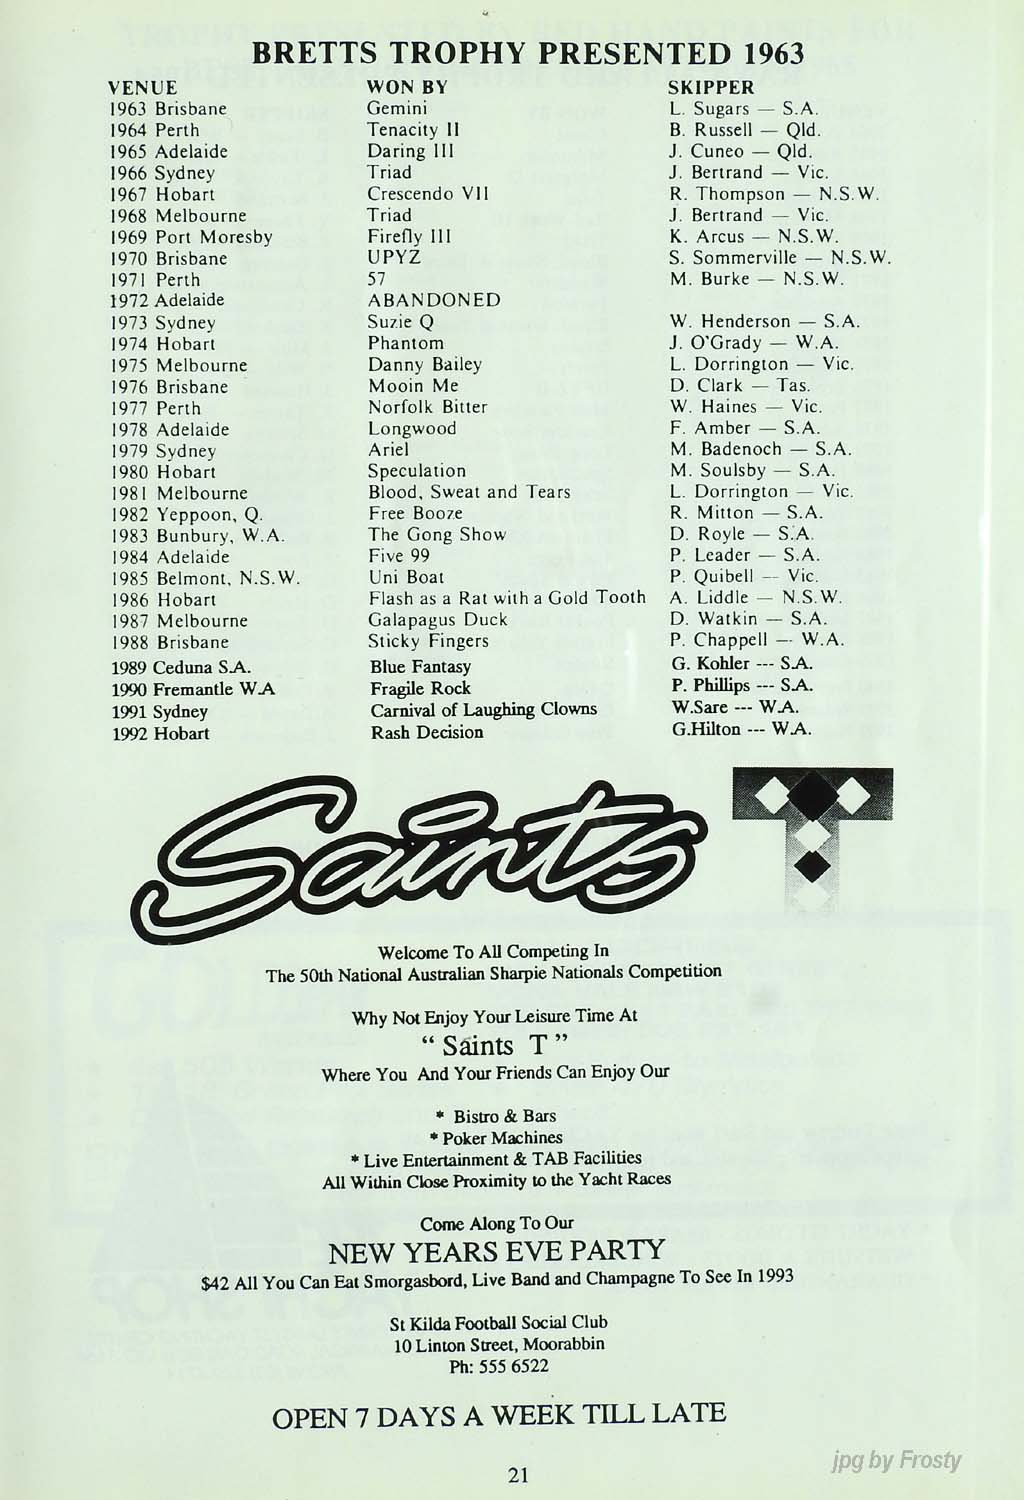 BRETTS TROPHY PRESENTED 1963
VENUE WON BY SKIPPER
1963 Brisbane Gemini L. Sugars — S.A.
1964 Perth Tenacity II B. Russell — Qld.
1965 Adelaide Daring III J. Cuneo — Qld.
1966 Sydney Triad J. Bertrand — Vic.
1967 Hobart Crescendo VII R. Thompson — N.S.W.
1968 Melbourne Triad J. Bertrand — Vic.
1969 Port Moresby Firefly III K. Arcus — N.S.W.
1970 Brisbane UPYZ S. Sommerville — N.S.W.
1971 Perth 57 M. Burke — N.S.W.
1972 Adelaide ABANDONED
1973 Sydney Suzie Q W. Henderson — S.A.
1974 Hobart Phantom J. O'Grady — W.A.
1975 Melbourne Danny Bailey L. Dorrington — Vic.
1976 Brisbane Mooin Me D. Clark — Tas.
1977 Perth Norfolk Bitter W. Haines — Vic.
1978 Adelaide Longwood F. Amber — S.A.
1979 Sydney Ariel M. Badenoch — S.A.
1980 Hobart Speculation M. Soulsby — S.A.
1981 Melbourne Blood, Sweat and Tears L. Dorrington — Vic.
1982 Yeppoon, Q. Free Booze R. Mitton — S.A.
1983 Bunbury, W.A. The Gong Show D. Royle — S.A.
1984 Adelaide Five 99 P. Leader — S.A.
1985 Belmont, N.S.W. Uni Boat P. Quibell — Vic.
1986 Hobart Flash as a Rat with a Gold Tooth A. Liddle — N.S.W.
1987 Melbourne Galapagus Duck D. Watkin — S.A.
1988 Brisbane Sticky Fingers P. Chappell — W.A.
1989 Ceduna S.A. Blue Fantasy G. Kohler --- S.A.
1990 Fremantle W.A Fragile Rock P. Phillips --- S.A.
1991 Sydney Carnival of Laughing Clowns W.Sare --- W.A.
1992 Hobart Rash Decision G.Hilton --- W.A.
Saints T
Welcome To All Competing In
The 50th National Australian Sharpie Nationals Competition
Why Not Enjoy Your Leisure Time At
“ Saints T ”
Where You And Your Friends Can Enjoy Our
* Bistro & Bars
* Poker Machines
* Live Entertainment & TAB Facilities
All Within Close Proximity to the Yacht Races
Come Along To Our
NEW YEARS EVE PARTY
$42 All You Can Eat Smorgasbord, Live Band and Champagne To See In 1993
St Kilda Football Social Club
10 Linton Street, Moorabbin
Ph: 555 6522
OPEN 7 DAYS A WEEK TILL LATE
21
jpg by Frosty